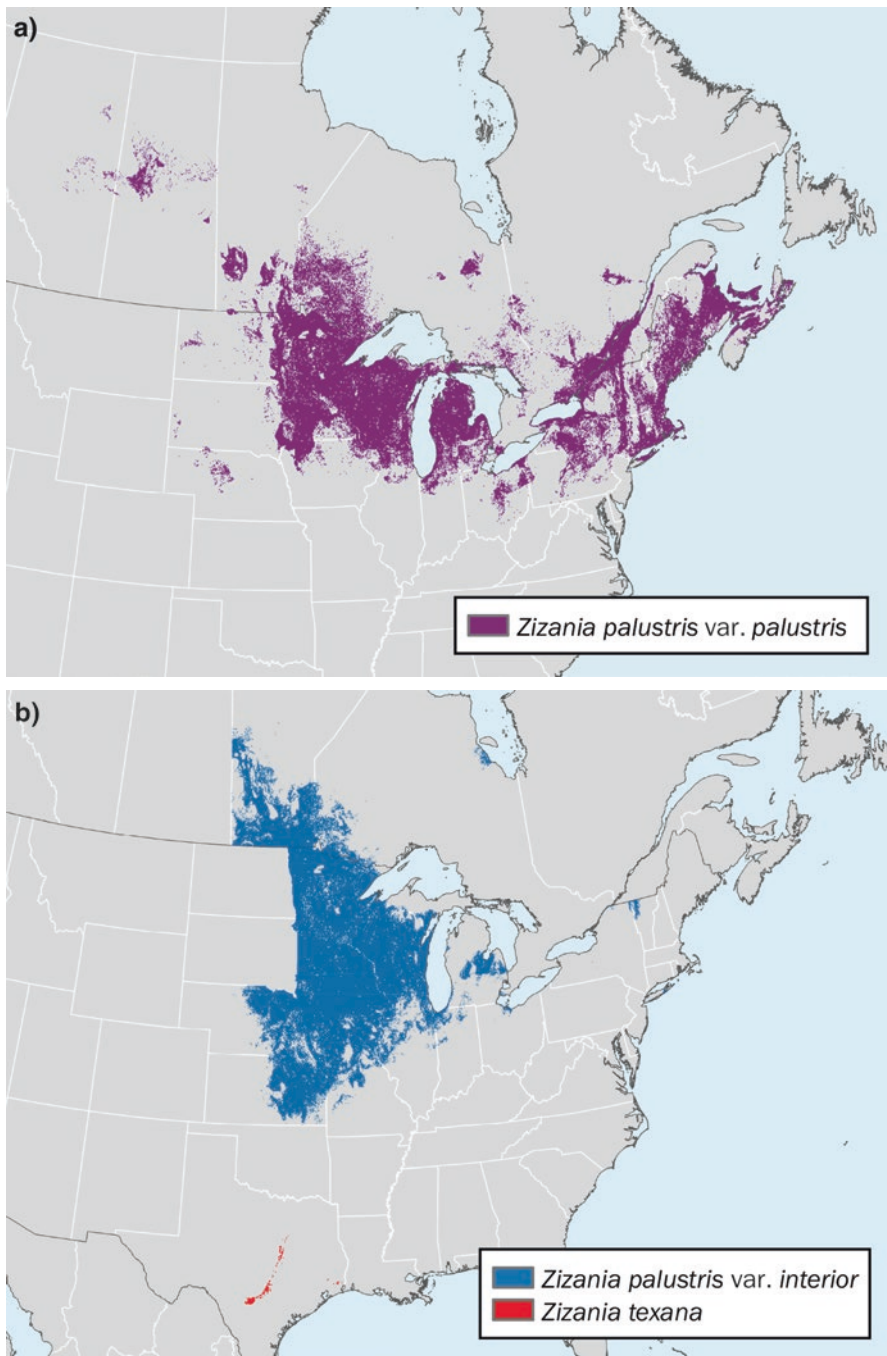 a)
Zizania palustris var. palustris
b)
Zizania palustris var. interior
Zizania texana